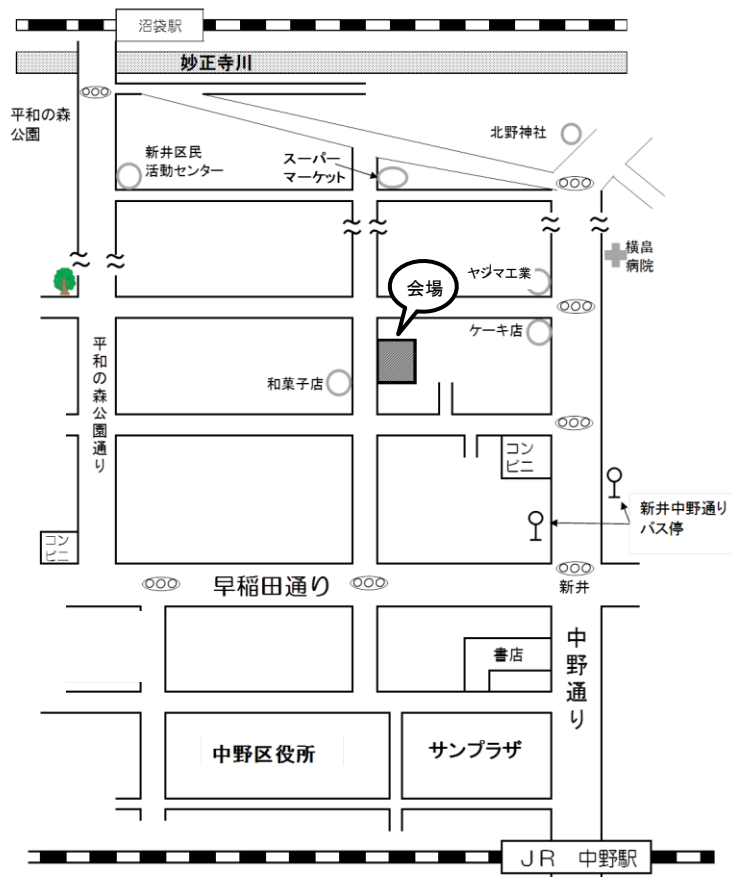 沼袋駅
妙正寺川
平和の森
公園
新井区民
活動センター
スーパー
マーケット
北野神社
横畠
病院
ヤジマ工業
会場
ケーキ店
和菓子店
平和の森公園通り
コン
ビニ
新井中野通り
バス停
コン
ビニ
早稲田通り
新井
中野通り
書店
中野区役所
サンプラザ
JR 中野駅